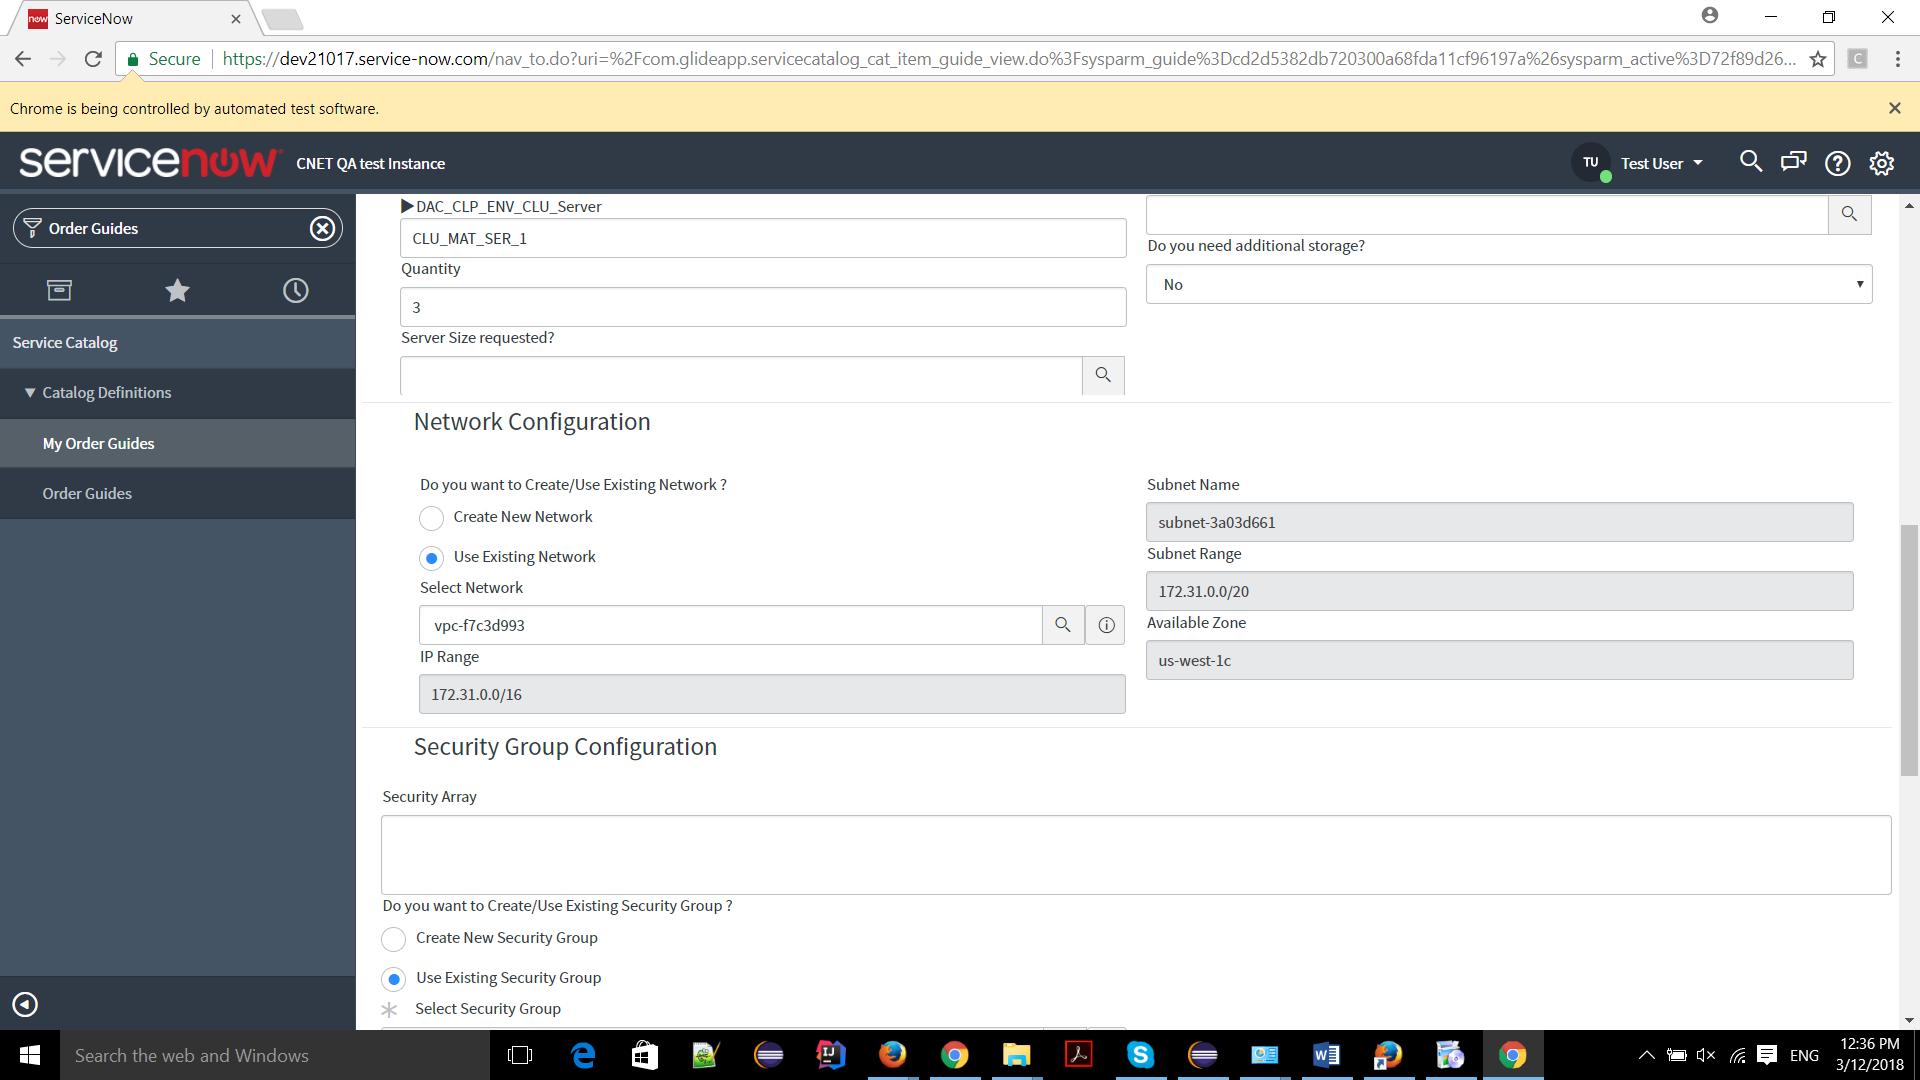 now ServiceNow
Secure https://dev21017.service-now.com/nav_to.do?uri=%2Fcom.glideapp.servicecatalog_cat_item_guide_view.do%3Fsysparm_guide%3Dcd2d5382db720300a68fda11cf96197a%26sysparm_active%3D72f89d26...
C
Chrome is being controlled by automated test software.
servicenow CNET QA test Instance
TU Test User
Order Guides
Service Catalog
Catalog Definitions
My Order Guides
Order Guides
DAC_CLP_ENV_CLU_Server
CLU_MAT_SER_1
Quantity
3
Server Size requested?
Do you need additional storage?
No
Network Configuration
Do you want to Create/Use Existing Network ?
Create New Network
Use Existing Network
Select Network
vpc-f7c3d993
IP Range
172.31.0.0/16
Subnet Name
subnet-3a03d661
Subnet Range
172.31.0.0/20
Available Zone
us-west-1c
Security Group Configuration
Security Array
Do you want to Create/Use Existing Security Group ?
Create New Security Group
Use Existing Security Group
Select Security Group
Search the web and Windows
ENG
12:36 PM
3/12/2018